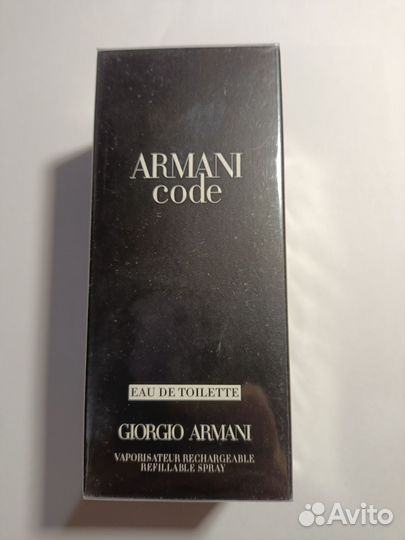 ARMANI
code
EAU DE TOILETTE
GIORGIO ARMANI
VAPORISATEUR RECHARGEABLE
REFILLABLE SPRAY
Avito